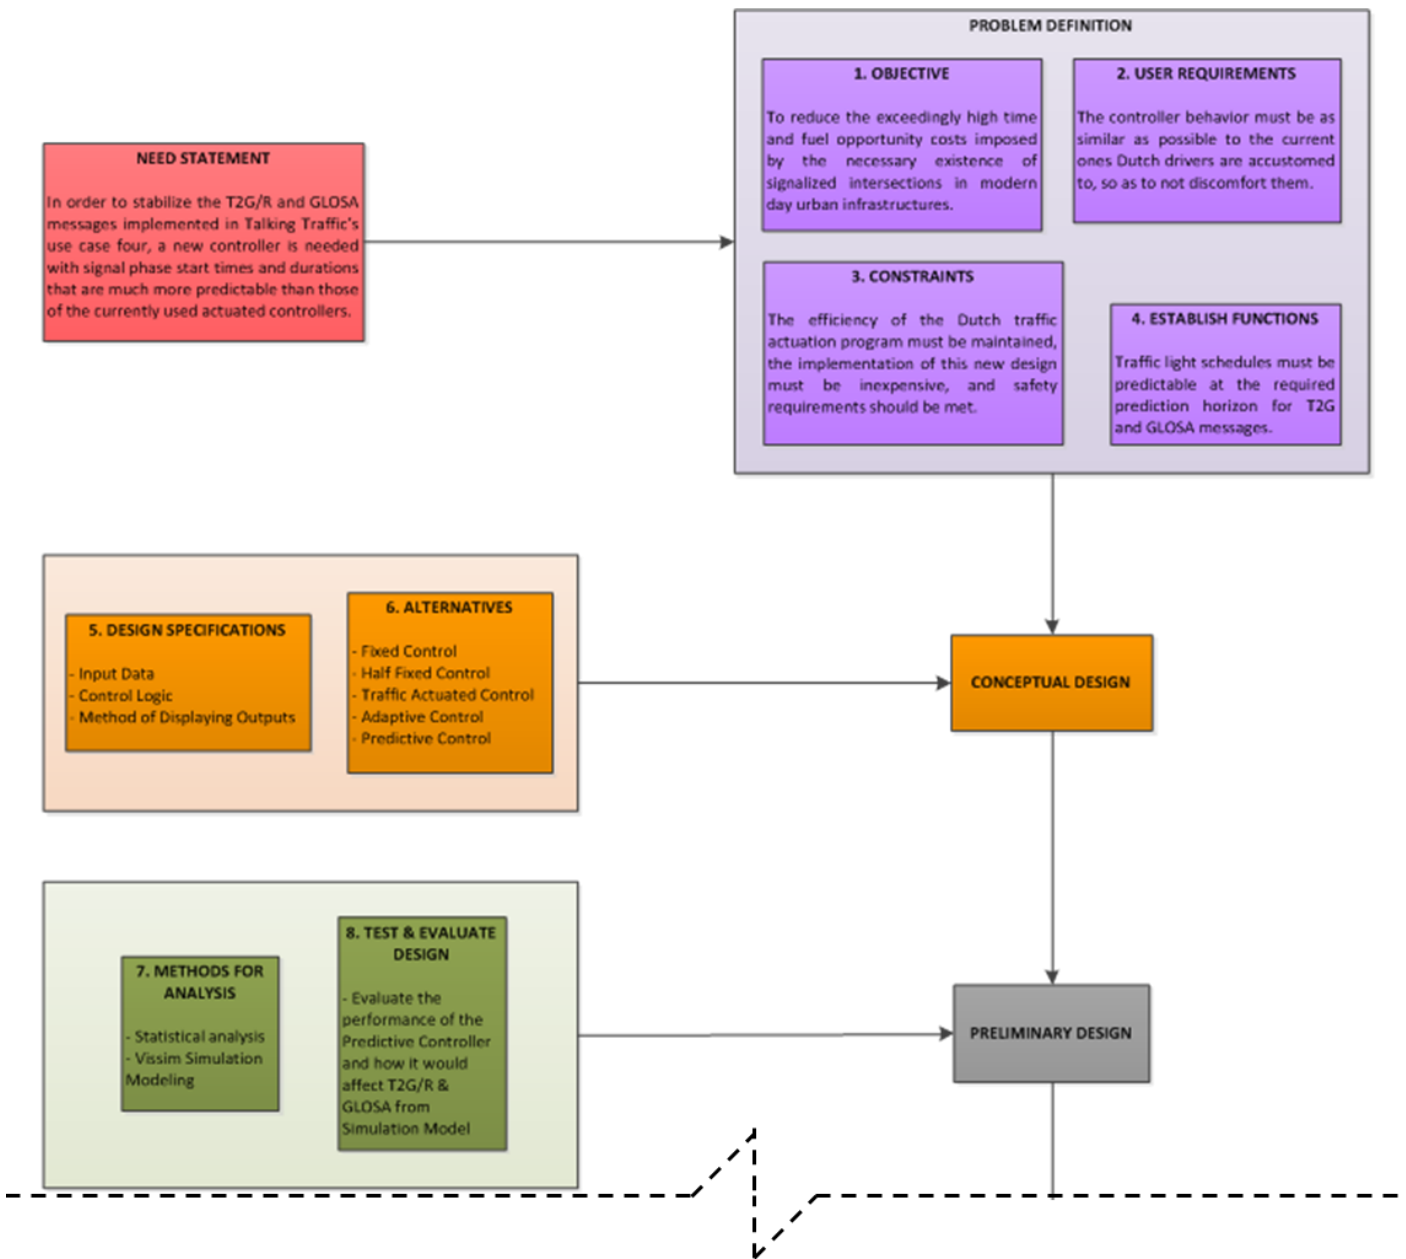 PROBLEM DEFINITION
1. OBJECTIVE
To reduce the exceedingly high time
and fuel opportunity costs imposed
by the necessary existence of
signalized intersections in modern
day urban infrastructures.
2. USER REQUIREMENTS
The controller behavior must be as
similar as possible to the current
ones Dutch drivers are accustomed
to, so as to not discomfort them.
NEED STATEMENT
In order to stabilize the T2G/R and GLOSA
messages implemented in Talking Traffic's
use case four, a new controller is needed
with signal phase start times and durations
that are much more predictable than those
of the currently used actuated controllers.
3. CONSTRAINTS
The efficiency of the Dutch traffic
actuation program must be maintained,
the implementation of this new design
must be inexpensive, and safety
requirements should be met.
4. ESTABLISH FUNCTIONS
Traffic light schedules must be
predictable at the required
prediction horizon for T2G
and GLOSA messages.
5. DESIGN SPECIFICATIONS
- Input Data
- Control Logic
- Method of Displaying Outputs
6. ALTERNATIVES
- Fixed Control
- Half Fixed Control
- Traffic Actuated Control
- Adaptive Control
- Predictive Control
CONCEPTUAL DESIGN
7. METHODS FOR
ANALYSIS
- Statistical analysis
- Vissim Simulation
Modeling
8. TEST & EVALUATE
DESIGN
- Evaluate the
performance of the
Predictive Controller
and how it would
affect T2G/R &
GLOSA from
Simulation Model
PRELIMINARY DESIGN